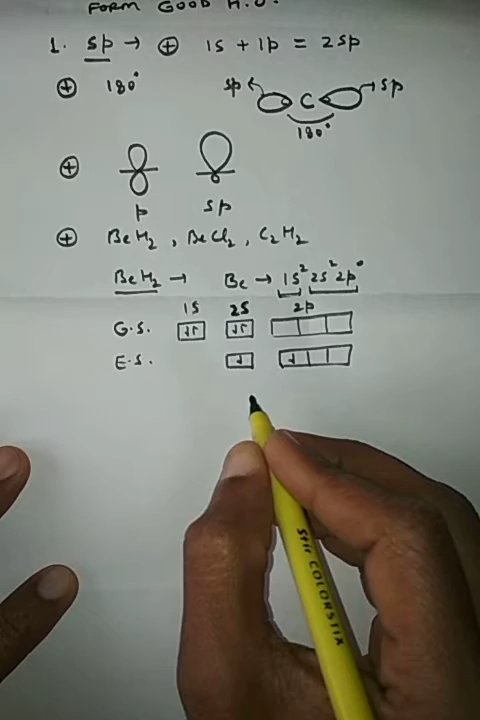 FORM GOOD H.O.
1. sp → ⊕ 1s + 1p = 2sp
⊕ 180°
sp ← C → sp
180°
⊕
p sp
⊕ BeH₂, BeCl₂, C₂H₂
BeH₂ → Be → 1s² 2s² 2p⁰
1s 2s 2p
G.S. ↓↑ ↓↑
E.S. ↓ ↓
Stic COLORSTIX